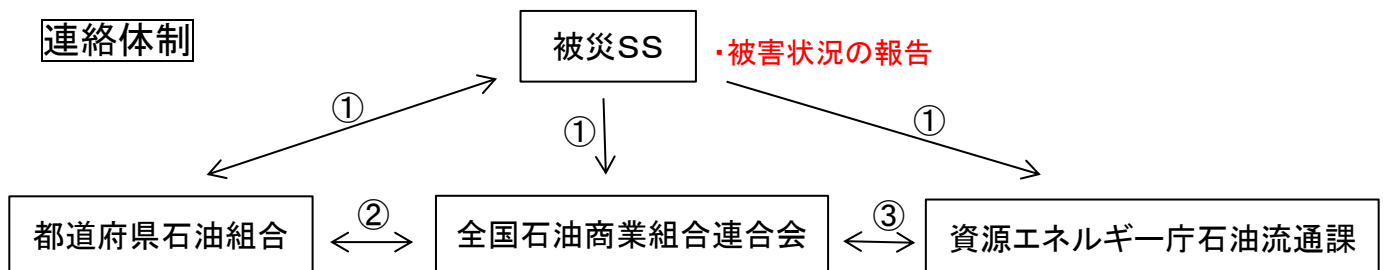 連絡体制
被災SS
・被害状況の報告
①
①
①
都道府県石油組合
②
全国石油商業組合連合会
③
資源エネルギー庁石油流通課